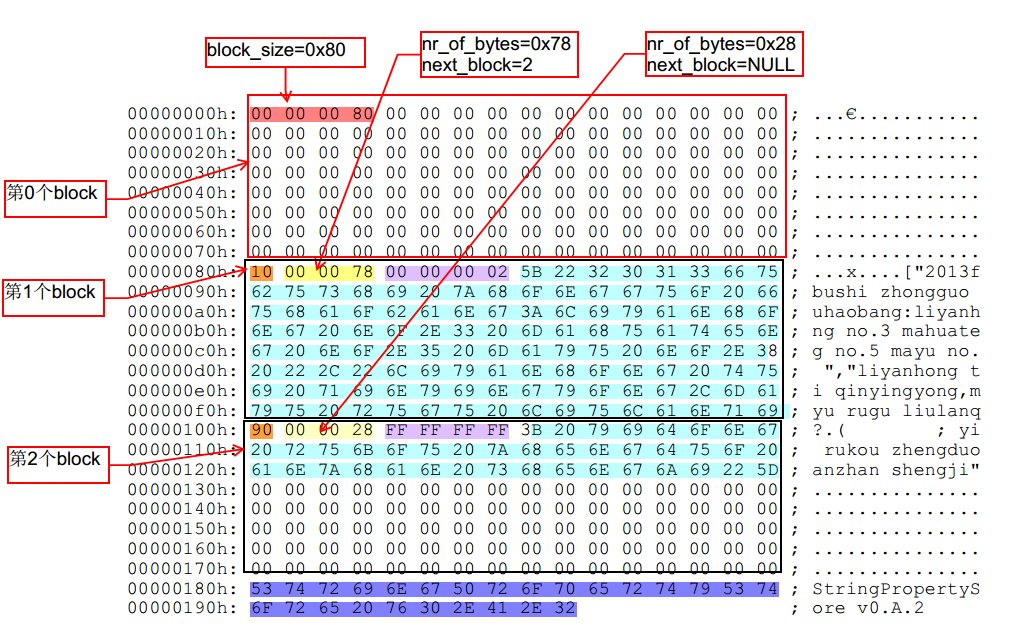 block_size=0x80
nr_of_bytes=0x78
next_block=2
nr_of_bytes=0x28
next_block=NULL
00000000h: 00 00 00 80 00 00 00 00 00 00 00 00 00 00 00 00 ; ...€............
00000010h: 00 00 00 00 00 00 00 00 00 00 00 00 00 00 00 00 ; ................
00000020h: 00 00 00 00 00 00 00 00 00 00 00 00 00 00 00 00 ; ................
00000030h: 00 00 00 00 00 00 00 00 00 00 00 00 00 00 00 00 ; ................
第0个block
00000040h: 00 00 00 00 00 00 00 00 00 00 00 00 00 00 00 00 ; ................
00000050h: 00 00 00 00 00 00 00 00 00 00 00 00 00 00 00 00 ; ................
00000060h: 00 00 00 00 00 00 00 00 00 00 00 00 00 00 00 00 ; ................
00000070h: 00 00 00 00 00 00 00 00 00 00 00 00 00 00 00 00 ; ................
00000080h: 10 00 00 78 00 00 00 02 5B 22 32 30 31 33 66 75 ; ...x....["2013f
第1个block
00000090h: 62 75 73 68 69 20 7A 68 6F 6E 67 67 75 6F 20 66 ; bushi zhongguo
000000a0h: 75 68 61 6F 62 61 6E 67 3A 6C 69 79 61 6E 68 6F ; uhaobang:liyanh
000000b0h: 6E 67 20 6E 6F 2E 33 20 6D 61 68 75 61 74 65 6E ; ng no.3 mahuate
000000c0h: 67 20 6E 6F 2E 35 20 6D 61 79 75 20 6E 6F 2E 38 ; g no.5 mayu no.
000000d0h: 20 22 2C 22 6C 69 79 61 6E 68 6F 6E 67 20 74 75 ; ","liyanhong t
000000e0h: 69 20 71 69 6E 79 69 6E 67 79 6F 6E 67 2C 6D 61 ; i qinyingyong,m
000000f0h: 79 75 20 72 75 67 75 20 6C 69 75 6C 61 6E 71 69 ; yu rugu liulanq
00000100h: 90 00 00 28 FF FF FF FF 3B 20 79 69 64 6F 6E 67 ; ?.( ; yi
第2个block
00000110h: 20 72 75 6B 6F 75 20 7A 68 65 6E 67 64 75 6F 20 ; rukou zhengduo
00000120h: 61 6E 7A 68 61 6E 20 73 68 65 6E 67 6A 69 22 5D ; anzhan shengji"
00000130h: 00 00 00 00 00 00 00 00 00 00 00 00 00 00 00 00 ; ................
00000140h: 00 00 00 00 00 00 00 00 00 00 00 00 00 00 00 00 ; ................
00000150h: 00 00 00 00 00 00 00 00 00 00 00 00 00 00 00 00 ; ................
00000160h: 00 00 00 00 00 00 00 00 00 00 00 00 00 00 00 00 ; ................
00000170h: 00 00 00 00 00 00 00 00 00 00 00 00 00 00 00 00 ; ................
00000180h: 53 74 72 69 6E 67 50 72 6F 70 65 72 74 79 53 74 ; StringPropertyS
00000190h: 6F 72 65 20 76 30 2E 41 2E 32 ; ore v0.A.2